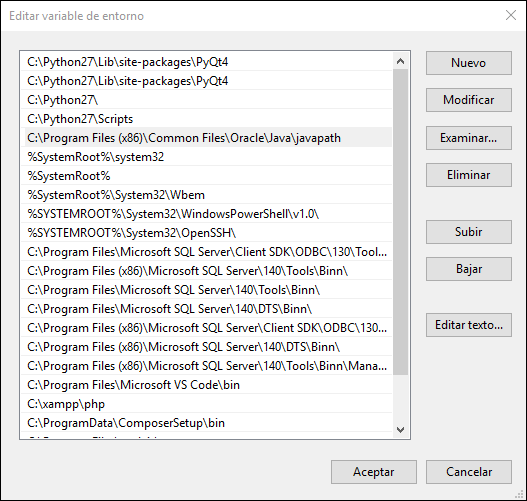 Editar variable de entorno
C:\Python27\Lib\site-packages\PyQt4
C:\Python27\Lib\site-packages\PyQt4
C:\Python27\
C:\Python27\Scripts
C:\Program Files (x86)\Common Files\Oracle\Java\javapath
%SystemRoot%\system32
%SystemRoot%
%SystemRoot%\System32\Wbem
%SYSTEMROOT%\System32\WindowsPowerShell\v1.0\
%SYSTEMROOT%\System32\OpenSSH\
C:\Program Files\Microsoft SQL Server\Client SDK\ODBC\130\Tool...
C:\Program Files (x86)\Microsoft SQL Server\140\Tools\Binn\
C:\Program Files\Microsoft SQL Server\140\Tools\Binn\
C:\Program Files\Microsoft SQL Server\140\DTS\Binn\
C:\Program Files (x86)\Microsoft SQL Server\Client SDK\ODBC\130...
C:\Program Files (x86)\Microsoft SQL Server\140\DTS\Binn\
C:\Program Files (x86)\Microsoft SQL Server\140\Tools\Binn\Mana...
C:\Program Files\Microsoft VS Code\bin
C:\xampp\php
C:\ProgramData\ComposerSetup\bin
Nuevo
Modificar
Examinar...
Eliminar
Subir
Bajar
Editar texto...
Aceptar
Cancelar